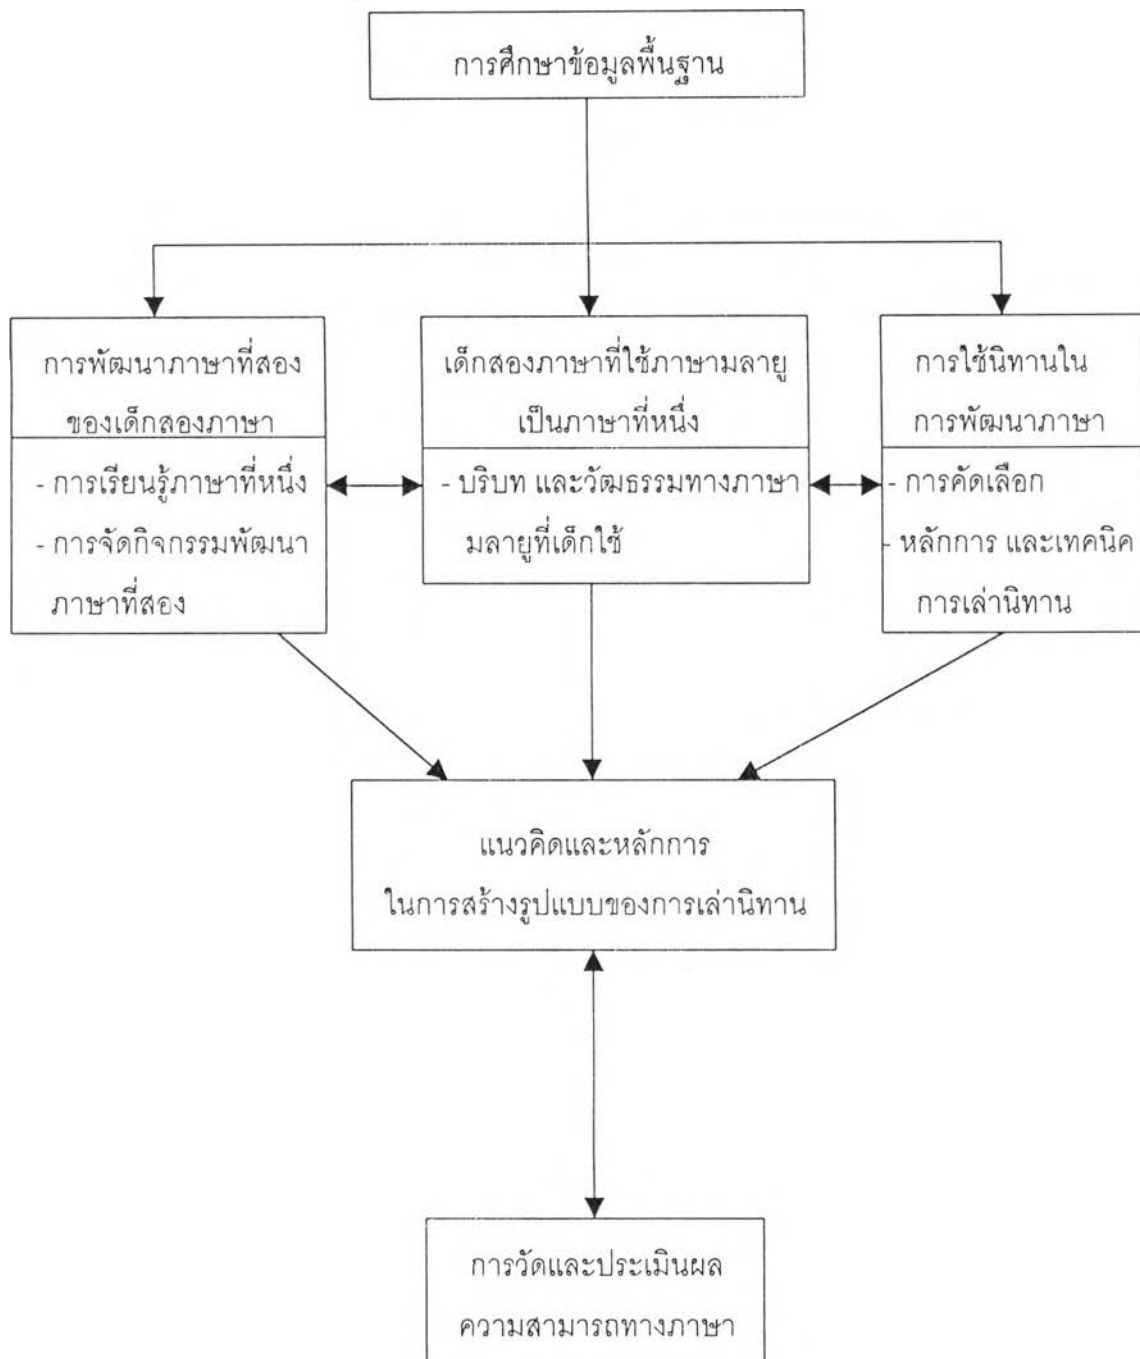 การศึกษาข้อมูลพื้นฐาน
การพัฒนาภาษาที่สอง
ของเด็กสองภาษา
- การเรียนรู้ภาษาที่หนึ่ง
- การจัดกิจกรรมพัฒนา
ภาษาที่สอง
เด็กสองภาษาที่ใช้ภาษามลายู
เป็นภาษาที่หนึ่ง
- บริบท และวัฒธรรมทางภาษา
มลายูที่เด็กใช้
การใช้นิทานใน
การพัฒนาภาษา
- การคัดเลือก
- หลักการ และเทคนิค
การเล่านิทาน
แนวคิดและหลักการ
ในการสร้างรูปแบบของการเล่านิทาน
การวัดและประเมินผล
ความสามารถทางภาษา